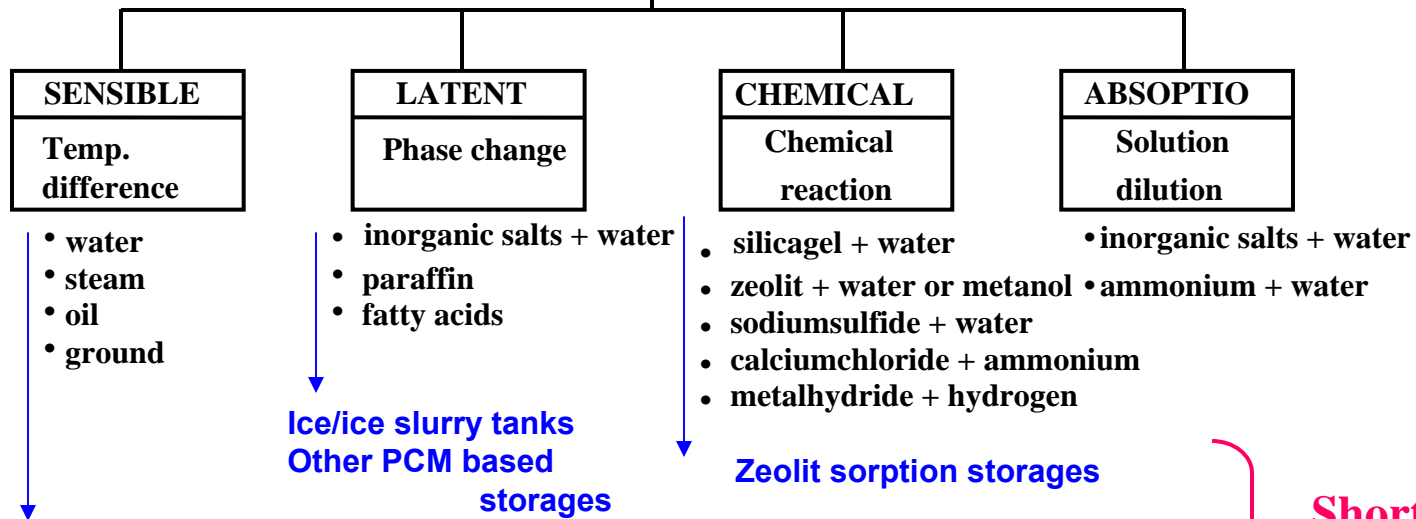 SENSIBLE
Temp.
difference
• water
• steam
• oil
• ground
LATENT
Phase change
• inorganic salts + water
• paraffin
• fatty acids
Ice/ice slurry tanks
Other PCM based
storages
CHEMICAL
Chemical
reaction
• silicagel + water
• zeolit + water or metanol
• sodiumsulfide + water
• calciumchloride + ammonium
• metalhydride + hydrogen
Zeolit sorption storages
ABSOPTIO
Solution
dilution
• inorganic salts + water
• ammonium + water
Short